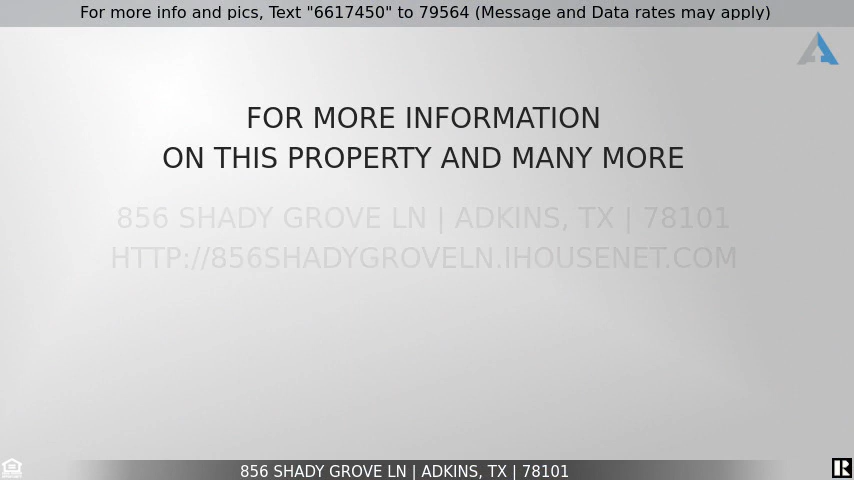 For more info and pics, Text "6617450" to 79564 (Message and Data rates may apply)
FOR MORE INFORMATION
ON THIS PROPERTY AND MANY MORE
856 SHADY GROVE LN | ADKINS, TX | 78101
HTTP://856SHADYGROVELN.IHOUSENET.COM
856 SHADY GROVE LN | ADKINS, TX | 78101